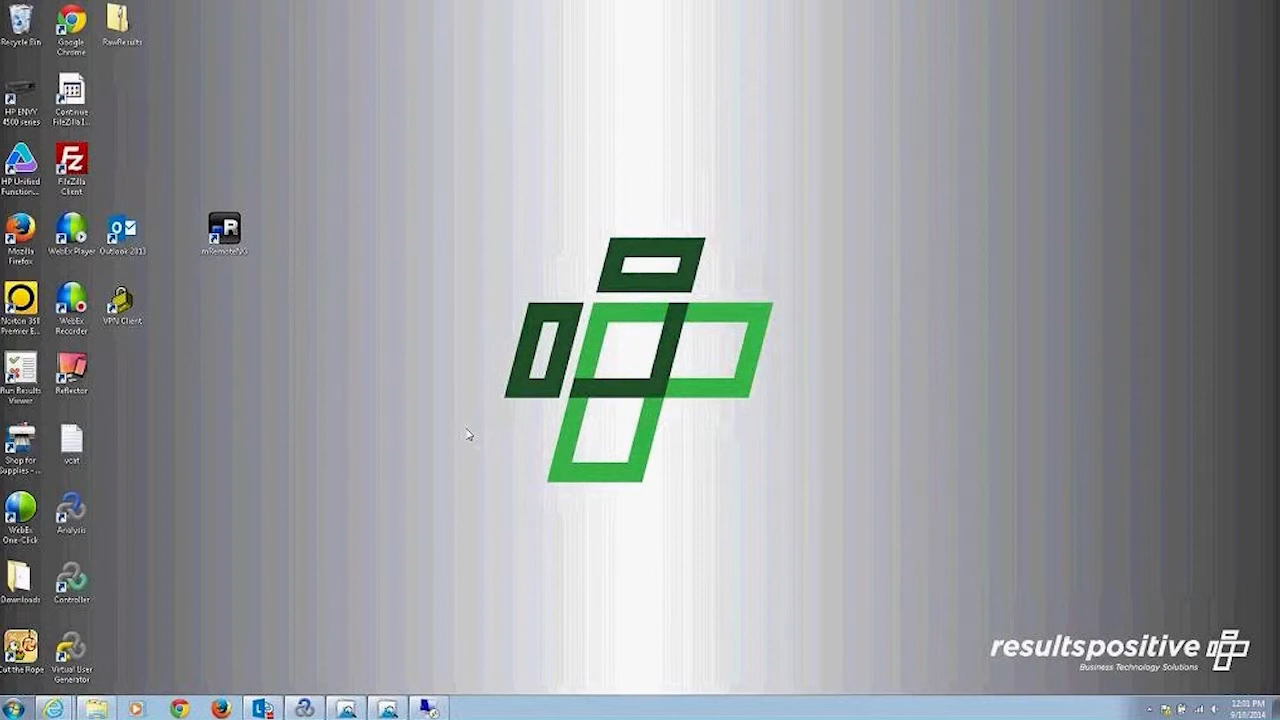 Recycle Bin
Google
Chrome
RawResults
HP ENVY
4500 series
Continue
FileZilla I...
HP Unified
Function...
FileZilla
Client
Mozilla
Firefox
WebEx Player
Outlook 2013
mRemoteNG
Norton 360
Premier E...
WebEx
Recorder
VPN Client
Run Results
Viewer
Reflector
Shop for
Supplies - ...
vcat
WebEx
One-Click
Analysis
Downloads
Controller
Cut the Rope
Virtual User
Generator
resultspositive
Business Technology Solutions
12:01 PM
9/19/2014